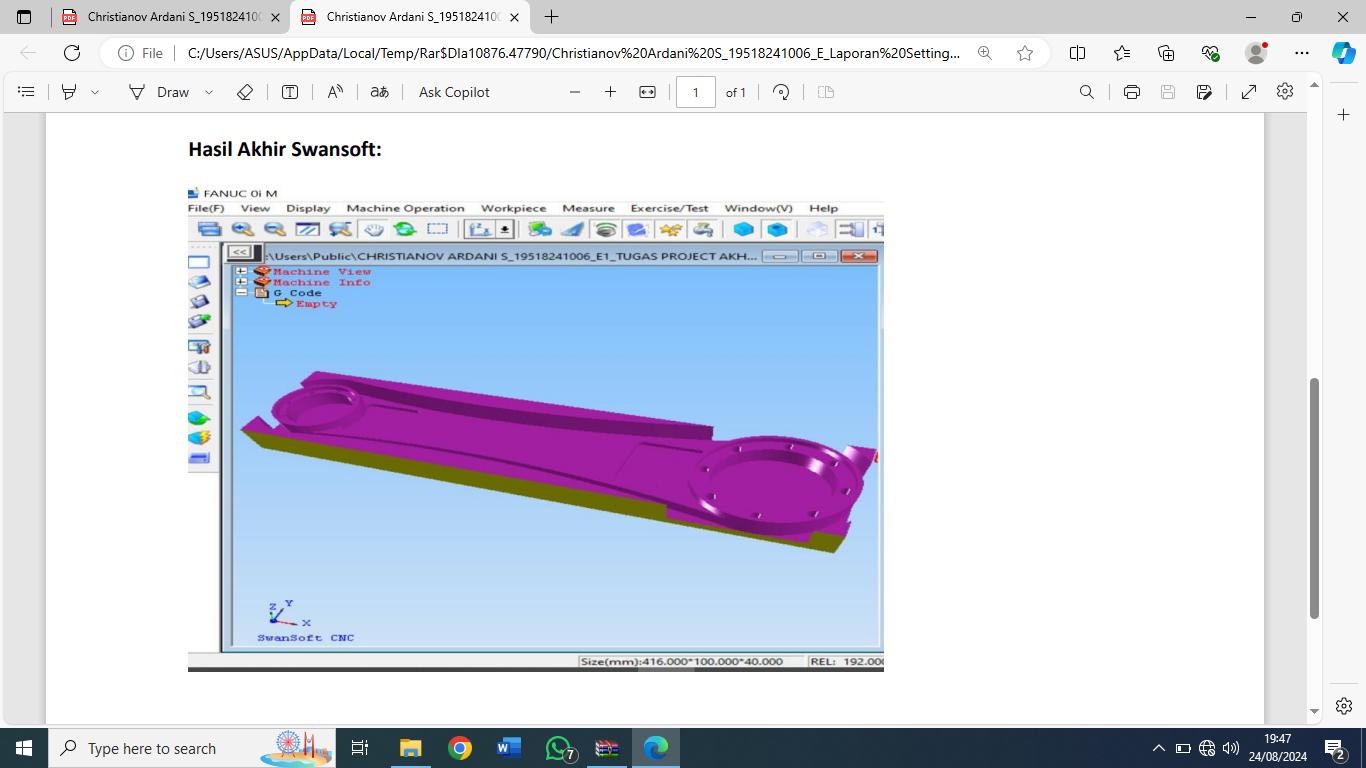 Christianov Ardani S_1951824100
Christianov Ardani S_1951824100
File
C:/Users/ASUS/AppData/Local/Temp/Rar$DIa10876.47790/Christianov%20Ardani%20S_19518241006_E_Laporan%20Setting...
Draw
aあ
Ask Copilot
1
of 1
Hasil Akhir Swansoft:
FANUC 0i M
File(F) View Display Machine Operation Workpiece Measure Exercise/Test Window(V) Help
<<
:\Users\Public\CHRISTIANOV ARDANI S_19518241006_E1_TUGAS PROJECT AKH...
Machine View
Machine Info
G Code
Empty
Z Y
X
SwanSoft CNC
Size(mm):416.000*100.000*40.000
REL: 192.00
Type here to search
7
19:47
24/08/2024
2